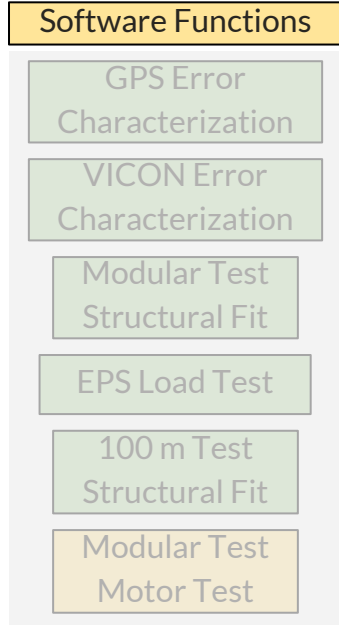 Software Functions
GPS Error
Characterization
VICON Error
Characterization
Modular Test
Structural Fit
EPS Load Test
100 m Test
Structural Fit
Modular Test
Motor Test